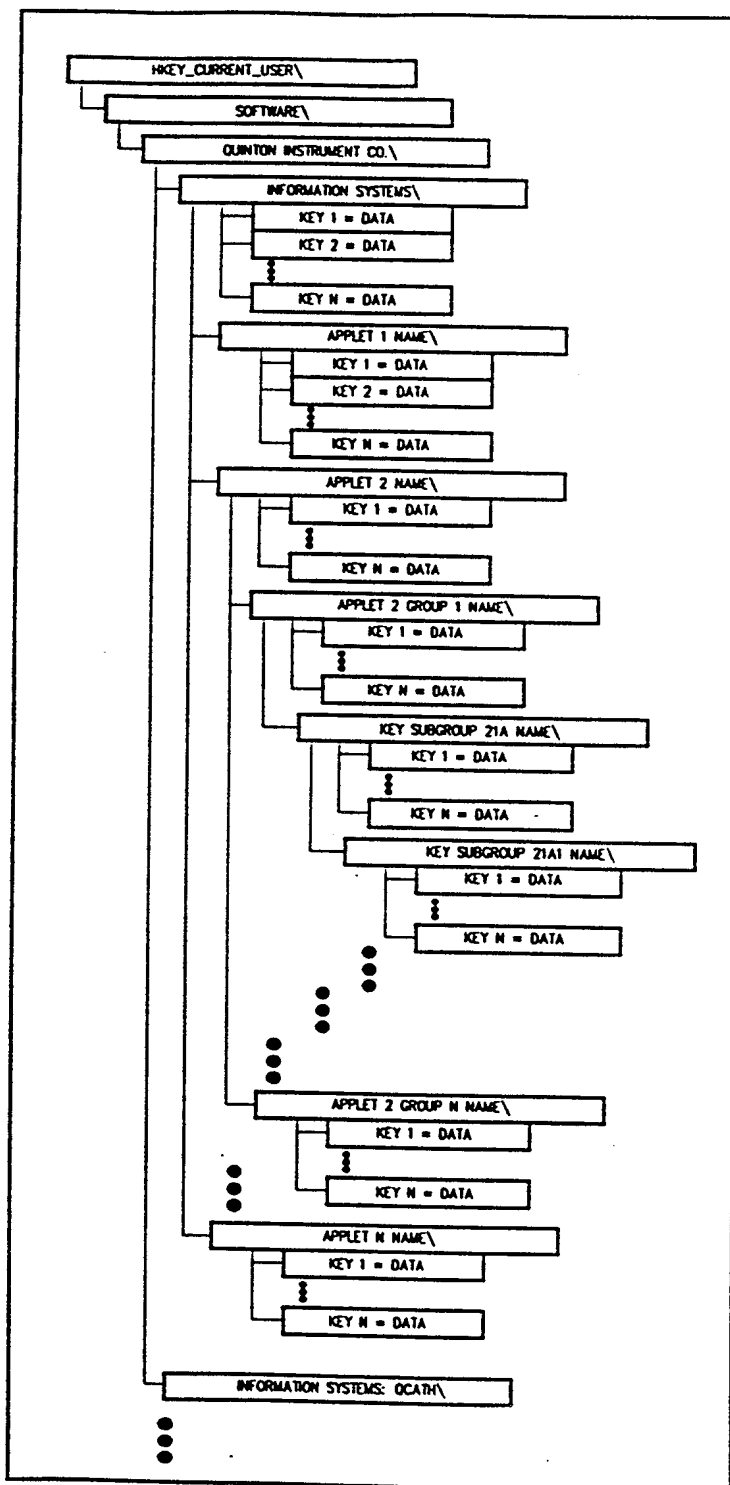 HKEY_CURRENT_USER\
SOFTWARE\
QUINTON INSTRUMENT CO.\
INFORMATION SYSTEMS\
KEY 1 = DATA
KEY 2 = DATA
KEY N = DATA
APPLET 1 NAME\
KEY 1 = DATA
KEY 2 = DATA
KEY N = DATA
APPLET 2 NAME\
KEY 1 = DATA
KEY N = DATA
APPLET 2 GROUP 1 NAME\
KEY 1 = DATA
KEY N = DATA
KEY SUBGROUP 21A NAME\
KEY 1 = DATA
KEY N = DATA
KEY SUBGROUP 21A1 NAME\
KEY 1 = DATA
KEY N = DATA
APPLET 2 GROUP N NAME\
KEY 1 = DATA
KEY N = DATA
APPLET N NAME\
KEY 1 = DATA
KEY N = DATA
INFORMATION SYSTEMS: QCATH\